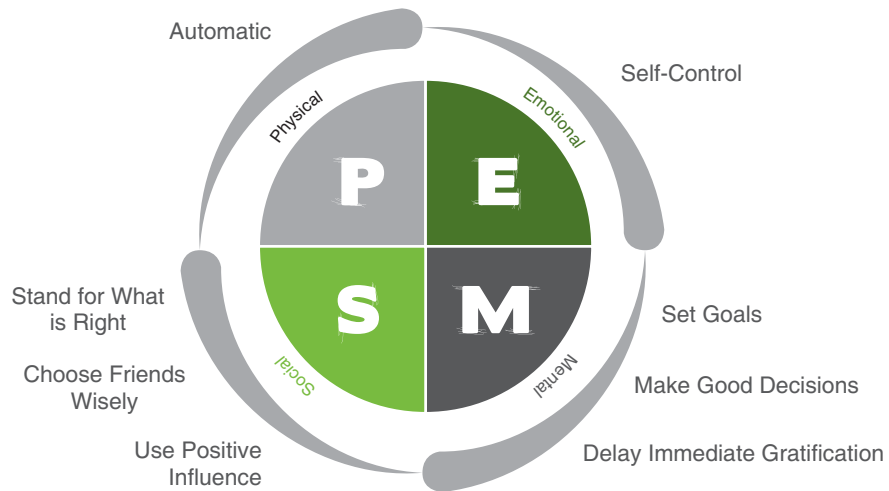 Automatic
Self-Control
Physical
Emotional
P
E
S
M
Social
Mental
Stand for What
is Right
Choose Friends
Wisely
Use Positive
Influence
Set Goals
Make Good Decisions
Delay Immediate Gratification